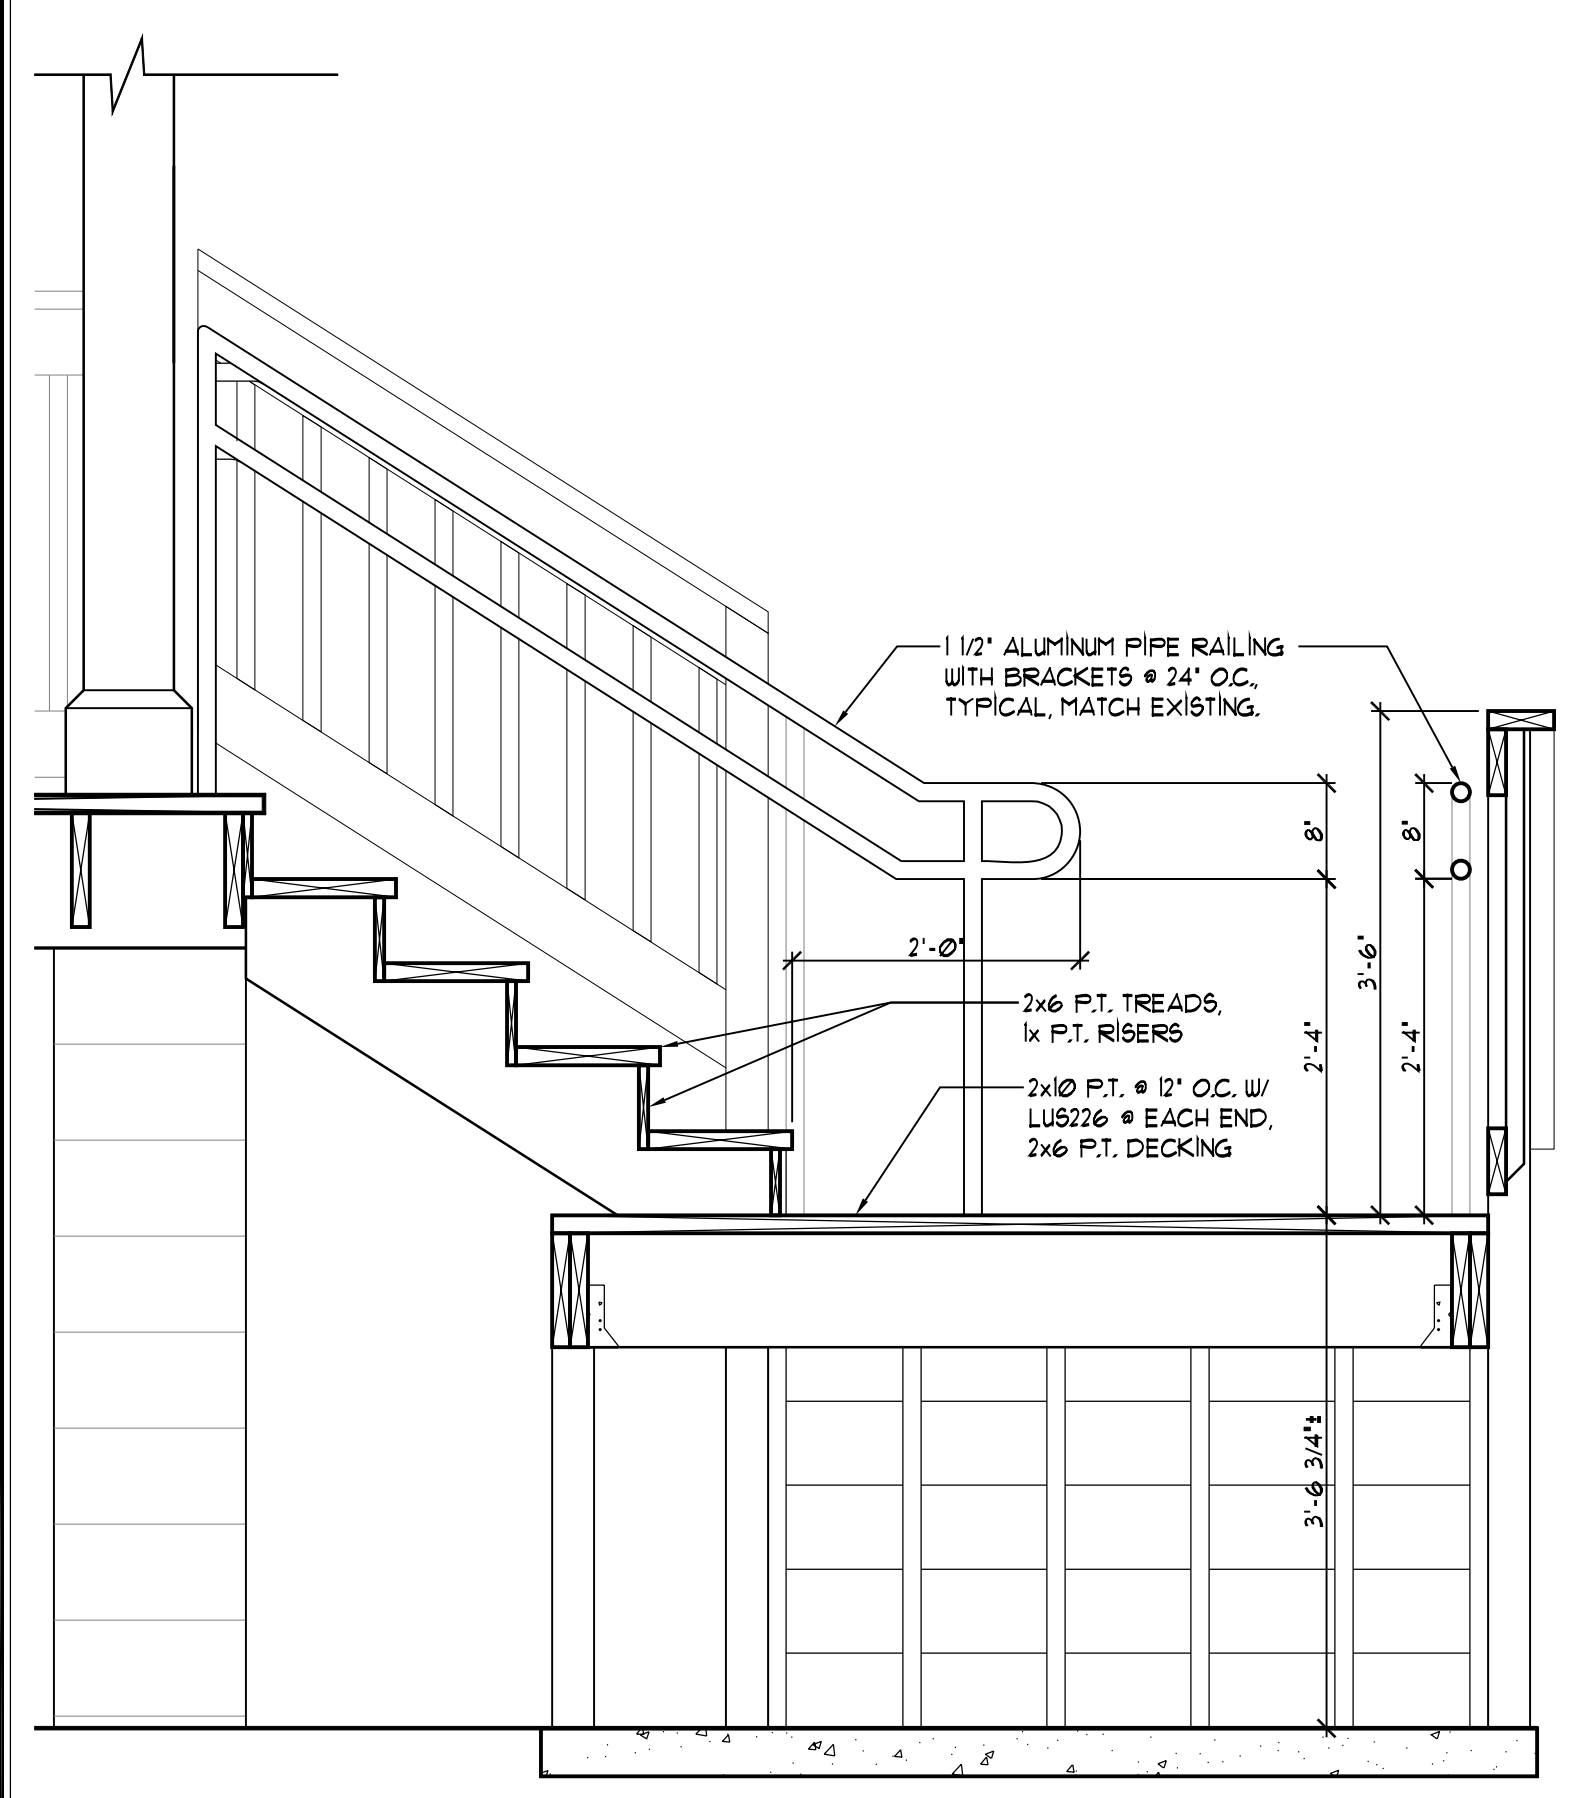 1 1/2" ALUMINUM PIPE RAILING
WITH BRACKETS @ 24" O.C.,
TYPICAL, MATCH EXISTING.
8"
8"
3'-6"
2'-0"
2x6 P.T. TREADS,
1x P.T. RISERS
2'-4"
2'-4"
2x10 P.T. @ 12" O.C. W/
LUS226 @ EACH END,
2x6 P.T. DECKING
3'-6 3/4"±